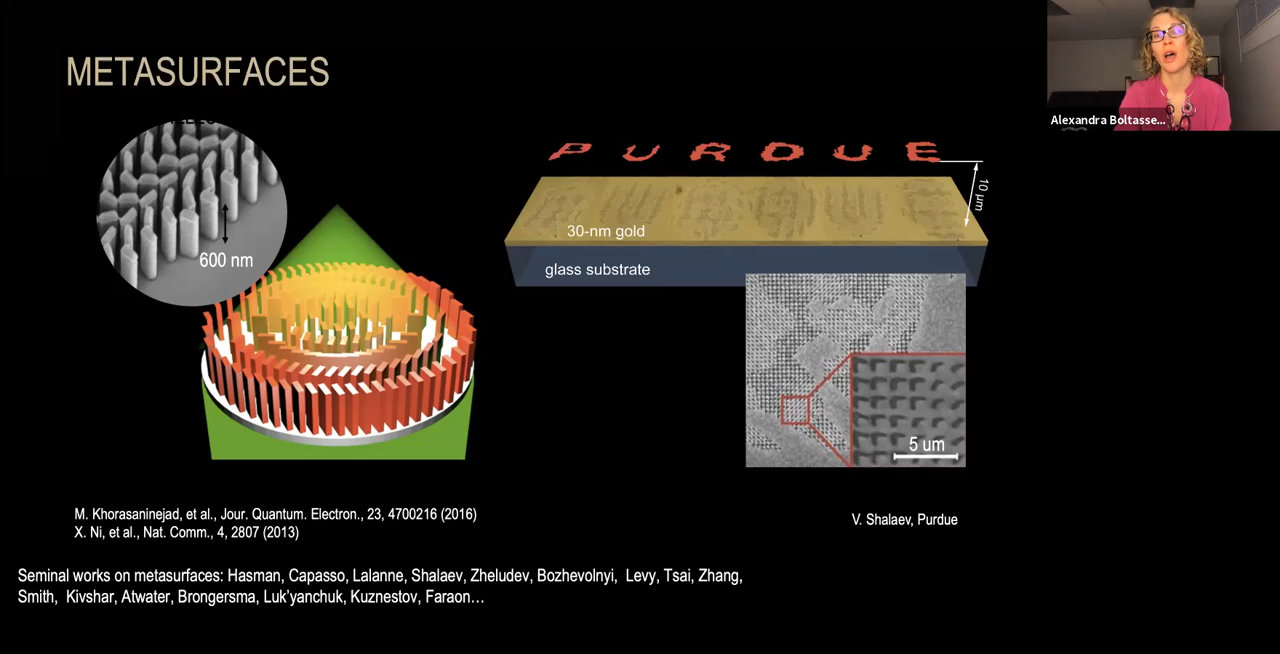 METASURFACES
Alexandra Boltasse...
PURDUE
10 μm
30-nm gold
glass substrate
600 nm
5 um
M. Khorasaninejad, et al., Jour. Quantum. Electron., 23, 4700216 (2016)
X. Ni, et al., Nat. Comm., 4, 2807 (2013)
V. Shalaev, Purdue
Seminal works on metasurfaces: Hasman, Capasso, Lalanne, Shalaev, Zheludev, Bozhevolnyi, Levy, Tsai, Zhang,
Smith, Kivshar, Atwater, Brongersma, Luk'yanchuk, Kuznestov, Faraon…